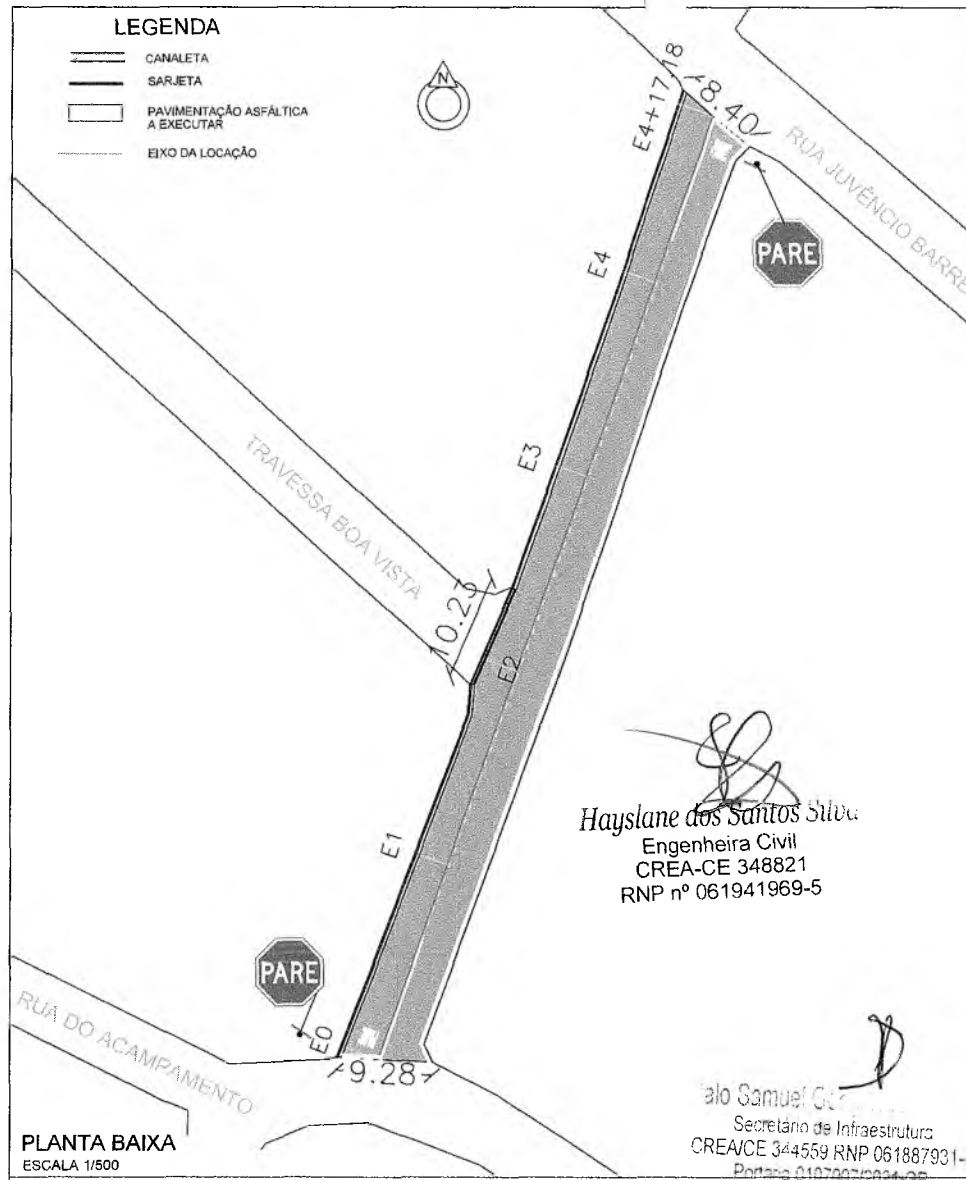 LEGENDA
CANALETA
SARJETA
PAVIMENTAÇÃO ASFÁLTICA
A EXECUTAR
EIXO DA LOCAÇÃO
N
E4+17.18
8.40
RUA JUVÊNCIO BARRE
PARE
E4
E3
TRAVESSA BOA VISTA
10.23
E2
E1
Hayslane dos Santos Silva
Engenheira Civil
CREA-CE 348821
RNP nº 061941969-5
PARE
E0
RUA DO ACAMPAMENTO
9.28
PLANTA BAIXA
ESCALA 1/500
Samuel
Secretário de Infraestrutura
CREA/CE 344559 RNP 061887931-